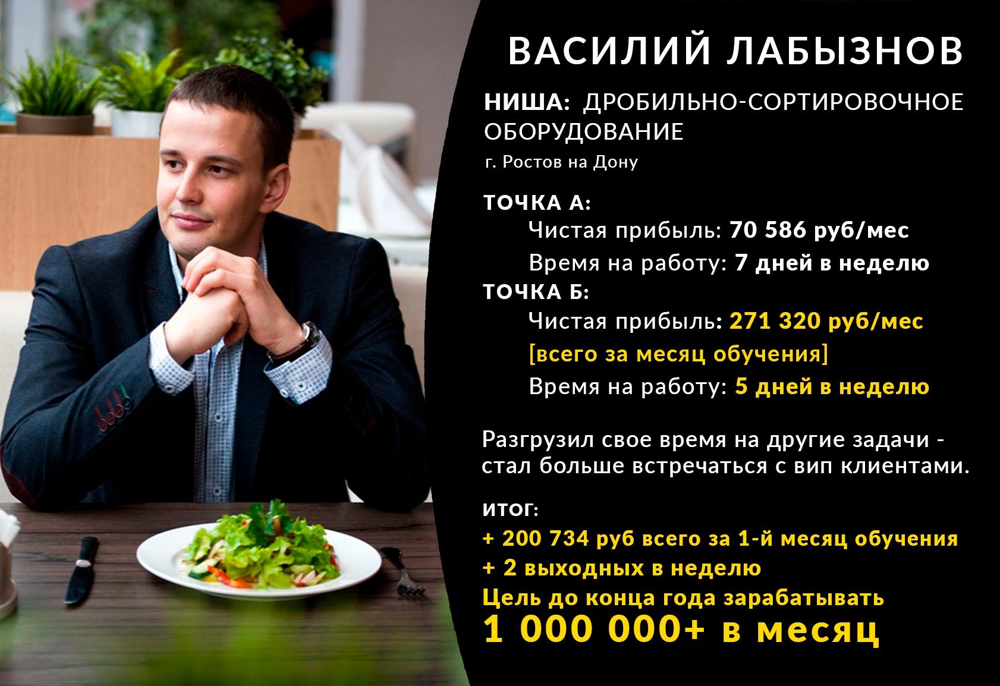 ВАСИЛИЙ ЛАБЫЗНОВ
НИША: ДРОБИЛЬНО-СОРТИРОВОЧНОЕ
ОБОРУДОВАНИЕ
г. Ростов на Дону
ТОЧКА А:
Чистая прибыль: 70 586 руб/мес
Время на работу: 7 дней в неделю
ТОЧКА Б:
Чистая прибыль: 271 320 руб/мес
[всего за месяц обучения]
Время на работу: 5 дней в неделю
Разгрузил свое время на другие задачи -
стал больше встречаться с вип клиентами.
ИТОГ:
+ 200 734 руб всего за 1-й месяц обучения
+ 2 выходных в неделю
Цель до конца года зарабатывать
1 000 000+ в месяц